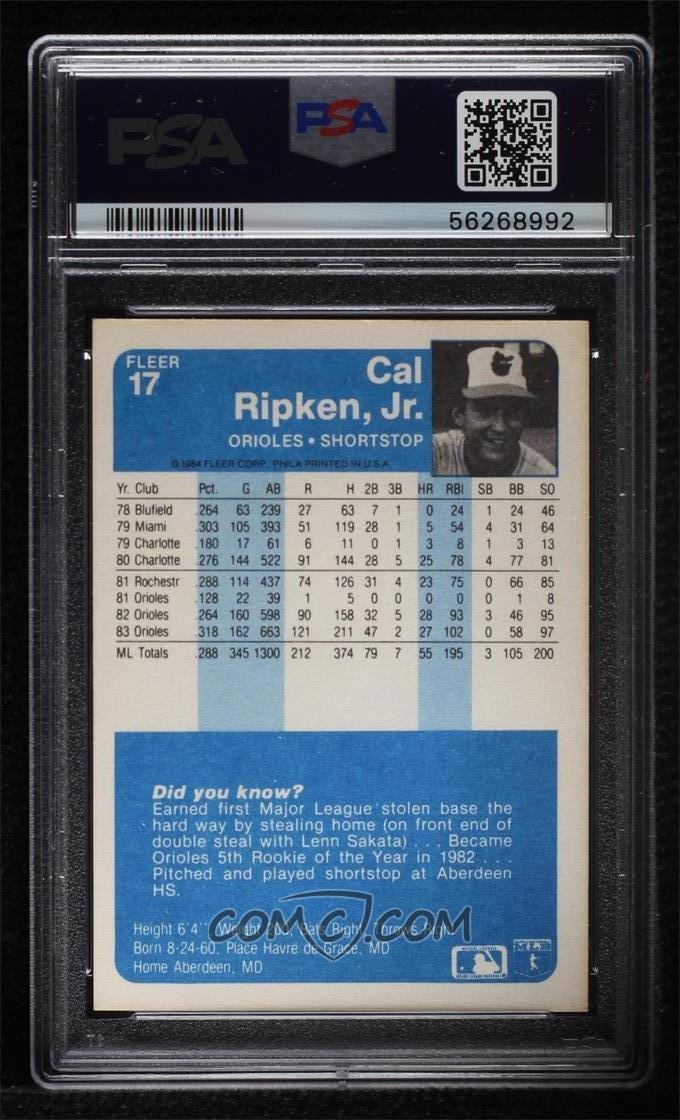 PSA
PSA
56268992
FLEER
17
Cal
Ripken, Jr.
ORIOLES • SHORTSTOP
© 1984 FLEER CORP. PHILA PRINTED IN U.S.A.
Yr. Club Pct. G AB R H 2B 3B HR RBI SB BB SO
78 Blufield .264 63 239 27 63 7 1 0 24 1 24 46
79 Miami .303 105 393 51 119 28 1 5 54 4 31 64
79 Charlotte .180 17 61 6 11 0 1 3 8 1 3 13
80 Charlotte .276 144 522 91 144 28 5 25 78 4 77 81
81 Rochestr .288 114 437 74 126 31 4 23 75 0 66 85
81 Orioles .128 22 39 1 5 0 0 0 0 0 1 8
82 Orioles .264 160 598 90 158 32 5 28 93 3 46 95
83 Orioles .318 162 663 121 211 47 2 27 102 0 58 97
ML Totals .288 345 1300 212 374 79 7 55 195 3 105 200
Did you know?
Earned first Major League stolen base the
hard way by stealing home (on front end of
double steal with Lenn Sakata) . . . Became
Orioles 5th Rookie of the Year in 1982 . . .
Pitched and played shortstop at Aberdeen
HS.
COMC.COM
Height 6'4" Weight 200, Bats Right, Throws Right
Born 8-24-60, Place Havre de Grace, MD
Home Aberdeen, MD